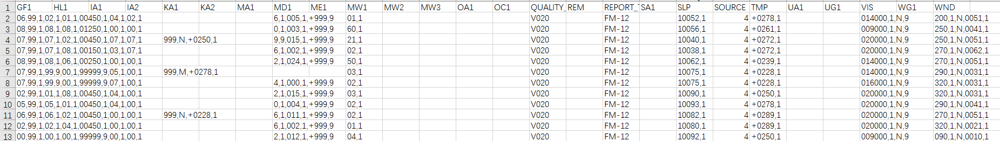 1 GF1 HL1 IA1 IA2 KA1 KA2 MA1 MD1 ME1 MW1 MW2 MW3 OA1 OC1 QUALITY_ REM REPORT_ SA1 SLP SOURCE TMP UA1 UG1 VIS WG1 WND
2 06,99,1,02,1,01,1,00450,1,04,1,02,1 6,1,005,1,+999,9 01,1 V020 FM-12 10052,1 4 +0278,1 014000,1,N,9 200,1,N,0051,1
3 08,99,1,08,1,08,1,01250,1,00,1,00,1 0,1,003,1,+999,9 60,1 V020 FM-12 10056,1 4 +0261,1 009000,1,N,9 250,1,N,0041,1
4 07,99,1,07,1,02,1,00450,1,07,1,07,1 999,N,+0250,1 9,9,015,1,+999,9 21,1 V020 FM-12 10040,1 4 +0272,1 020000,1,N,9 250,1,N,0051,1
5 07,99,1,07,1,08,1,00150,1,03,1,07,1 6,1,002,1,+999,9 02,1 V020 FM-12 10038,1 4 +0272,1 020000,1,N,9 270,1,N,0062,1
6 08,99,1,08,1,06,1,00250,1,00,1,00,1 2,1,024,1,+999,9 50,1 V020 FM-12 10062,1 4 +0239,1 014000,1,N,9 270,1,N,0051,1
7 07,99,1,99,9,00,1,99999,9,05,1,00,1 999,M,+0278,1 03,1 V020 FM-12 10075,1 4 +0228,1 014000,1,N,9 290,1,N,0031,1
8 07,99,1,99,9,00,1,99999,9,07,1,00,1 4,1,000,1,+999,9 02,1 V020 FM-12 10075,1 4 +0228,1 016000,1,N,9 320,1,N,0031,1
9 02,99,1,01,1,08,1,00450,1,04,1,00,1 2,1,015,1,+999,9 03,1 V020 FM-12 10090,1 4 +0250,1 020000,1,N,9 320,1,N,0031,1
10 05,99,1,05,1,01,1,00450,1,04,1,00,1 0,1,004,1,+999,9 02,1 V020 FM-12 10093,1 4 +0278,1 020000,1,N,9 290,1,N,0041,1
11 06,99,1,06,1,02,1,00450,1,00,1,00,1 999,N,+0228,1 6,1,011,1,+999,9 02,1 V020 FM-12 10082,1 4 +0289,1 020000,1,N,9 270,1,N,0051,1
12 02,99,1,02,1,04,1,00450,1,00,1,00,1 6,1,002,1,+999,9 01,1 V020 FM-12 10080,1 4 +0289,1 020000,1,N,9 320,1,N,0021,1
13 00,99,1,00,1,00,1,99999,9,00,1,00,1 2,1,012,1,+999,9 04,1 V020 FM-12 10092,1 4 +0250,1 009000,1,N,9 090,1,N,0010,1